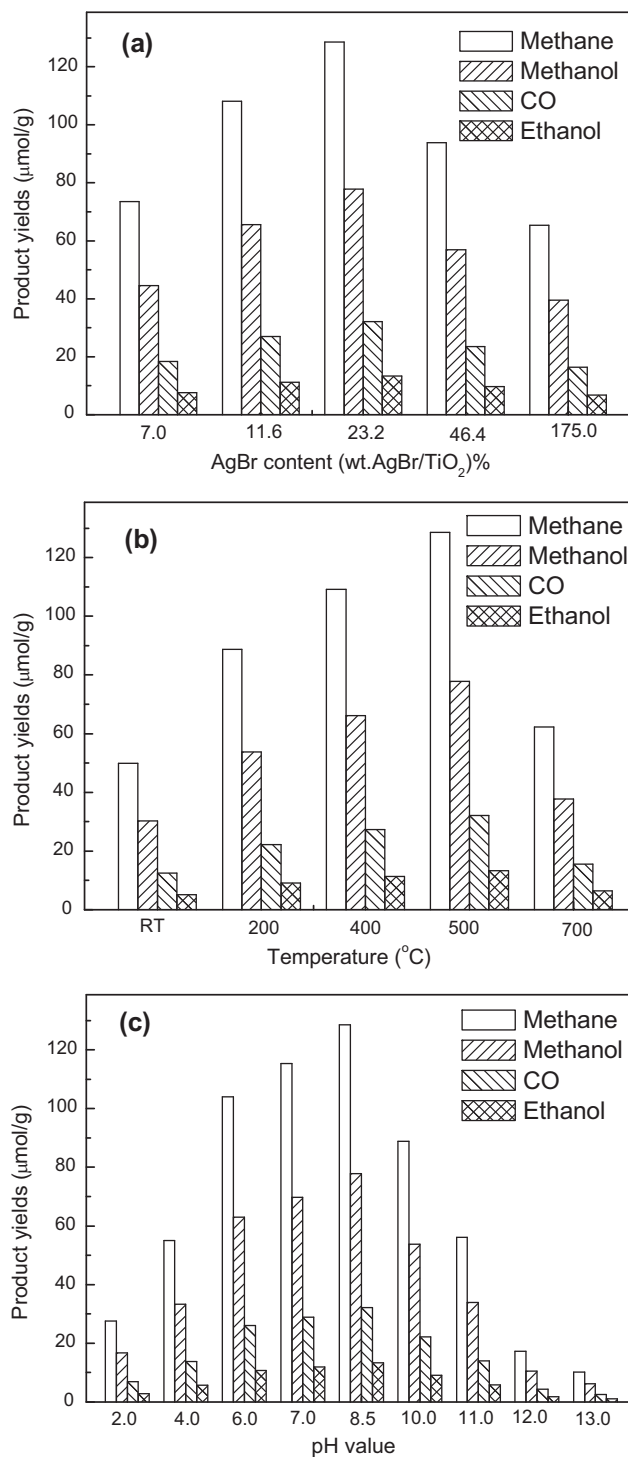 (a)
Methane
Methanol
CO
Ethanol
Product yields (μmol/g)
120
100
80
60
40
20
0
7.0 11.6 23.2 46.4 175.0
AgBr content (wt.AgBr/TiO₂)%
(b)
Methane
Methanol
CO
Ethanol
Product yields (μmol/g)
120
100
80
60
40
20
0
RT 200 400 500 700
Temperature (°C)
(c)
Methane
Methanol
CO
Ethanol
Product yields (μmol/g)
120
100
80
60
40
20
0
2.0 4.0 6.0 7.0 8.5 10.0 11.0 12.0 13.0
pH value